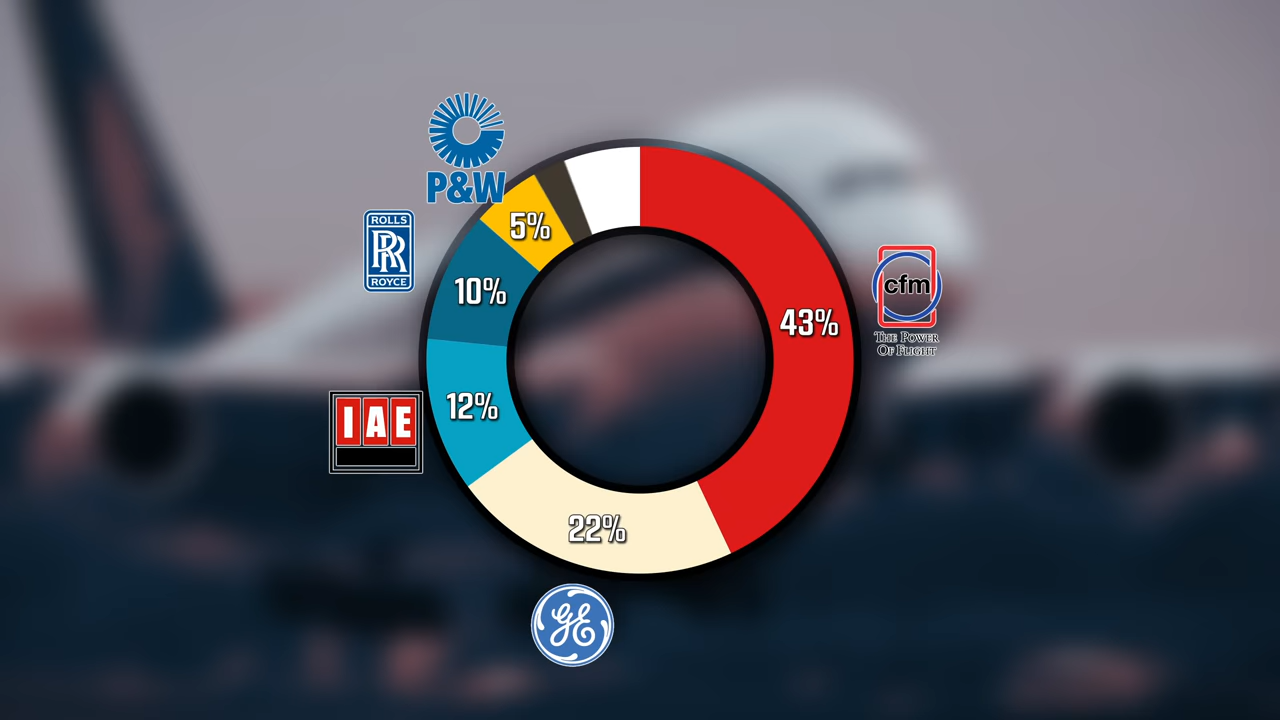 P&W
ROLLS
RR
ROYCE
5%
10%
cfm
THE POWER
OF FLIGHT
43%
12%
IAE
22%
GE